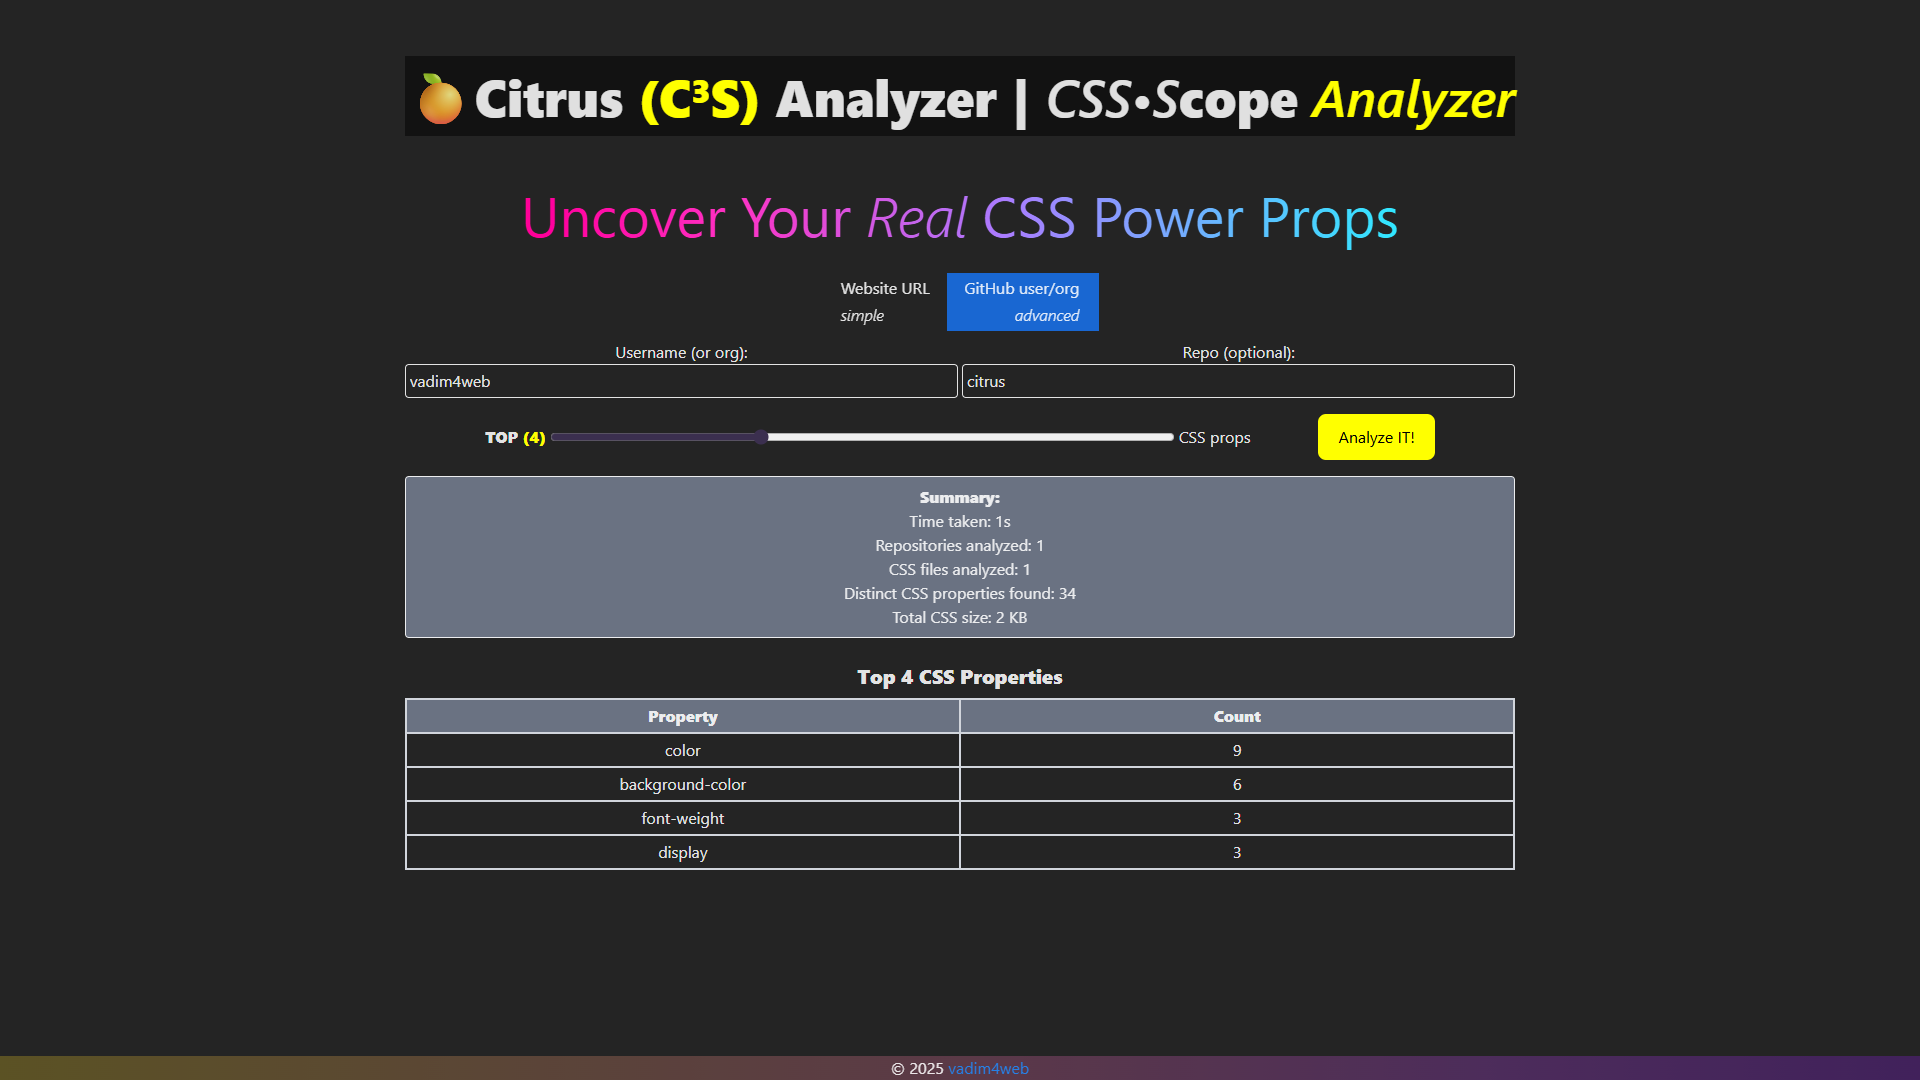 Citrus (C³S) Analyzer | CSS•Scope Analyzer
Uncover Your Real CSS Power Props
Website URL
simple
GitHub user/org
advanced
Username (or org):
vadim4web
Repo (optional):
citrus
TOP (4)
CSS props
Analyze IT!
Summary:
Time taken: 1s
Repositories analyzed: 1
CSS files analyzed: 1
Distinct CSS properties found: 34
Total CSS size: 2 KB
Top 4 CSS Properties
Property Count
color 9
background-color 6
font-weight 3
display 3
© 2025 vadim4web